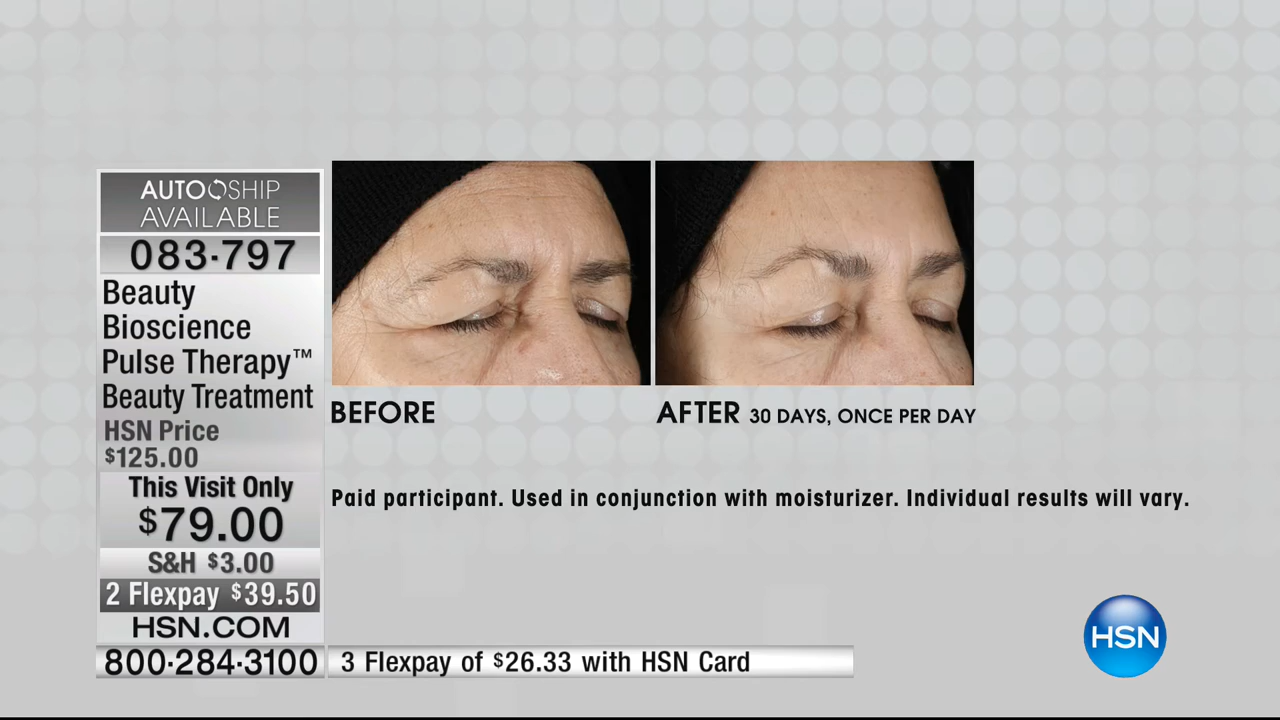 AUTOSHIP
AVAILABLE
083·797
Beauty
Bioscience
Pulse Therapy™
Beauty Treatment
HSN Price
$125.00
This Visit Only
$79.00
S&H $3.00
2 Flexpay $39.50
HSN.COM
800·284·3100
BEFORE
AFTER 30 DAYS, ONCE PER DAY
Paid participant. Used in conjunction with moisturizer. Individual results will vary.
3 Flexpay of $26.33 with HSN Card
HSN